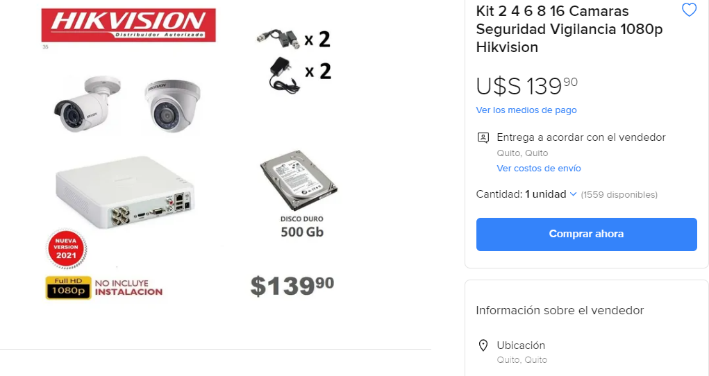 HIKVISION
Distribuidor Autorizado
x 2
x 2
DISCO DURO
500 Gb
NUEVA
VERSION
2021
Full HD
1080p
NO INCLUYE
INSTALACION
$13990
Kit 2 4 6 8 16 Camaras
Seguridad Vigilancia 1080p
Hikvision
U$S 13990
Ver los medios de pago
Entrega a acordar con el vendedor
Quito, Quito
Ver costos de envío
Cantidad: 1 unidad (1559 disponibles)
Comprar ahora
Información sobre el vendedor
Ubicación
Quito, Quito